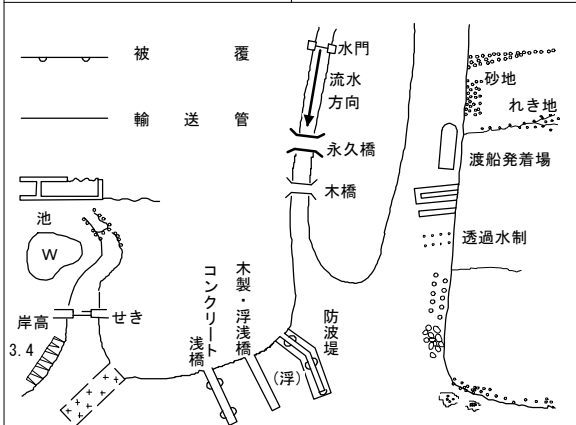 被覆
輸送管
水門
流水
方向
永久橋
木橋
砂地
れき地
渡船発着場
透過水制
池
W
岸高
3.4
せき
コンクリート
浅橋
木製・浮浅橋
防波堤
(浮)